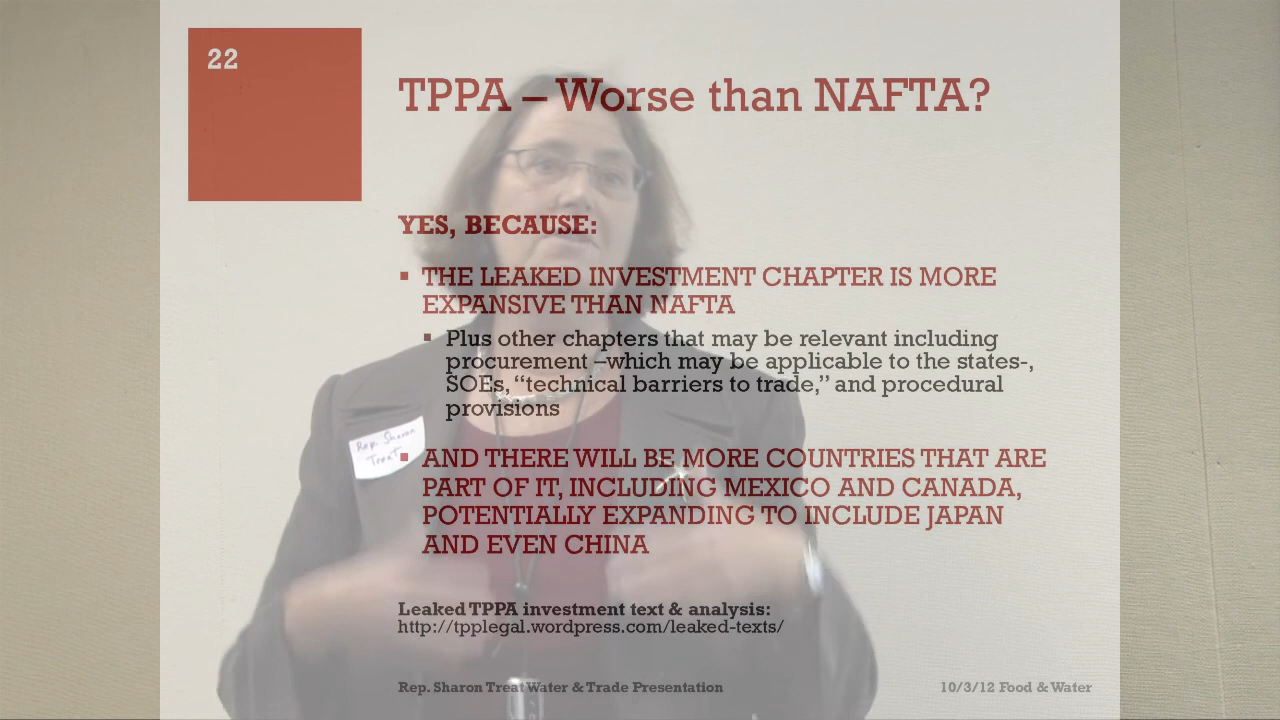 22
TPPA – Worse than NAFTA?
YES, BECAUSE:
▪ THE LEAKED INVESTMENT CHAPTER IS MORE
EXPANSIVE THAN NAFTA
▪ Plus other chapters that may be relevant including
procurement –which may be applicable to the states-,
SOEs, “technical barriers to trade,” and procedural
provisions
Rep. Sharon
Treat
▪ AND THERE WILL BE MORE COUNTRIES THAT ARE
PART OF IT, INCLUDING MEXICO AND CANADA,
POTENTIALLY EXPANDING TO INCLUDE JAPAN
AND EVEN CHINA
Leaked TPPA investment text & analysis:
http://tpplegal.wordpress.com/leaked-texts/
Rep. Sharon Treat Water & Trade Presentation
10/3/12 Food & Water